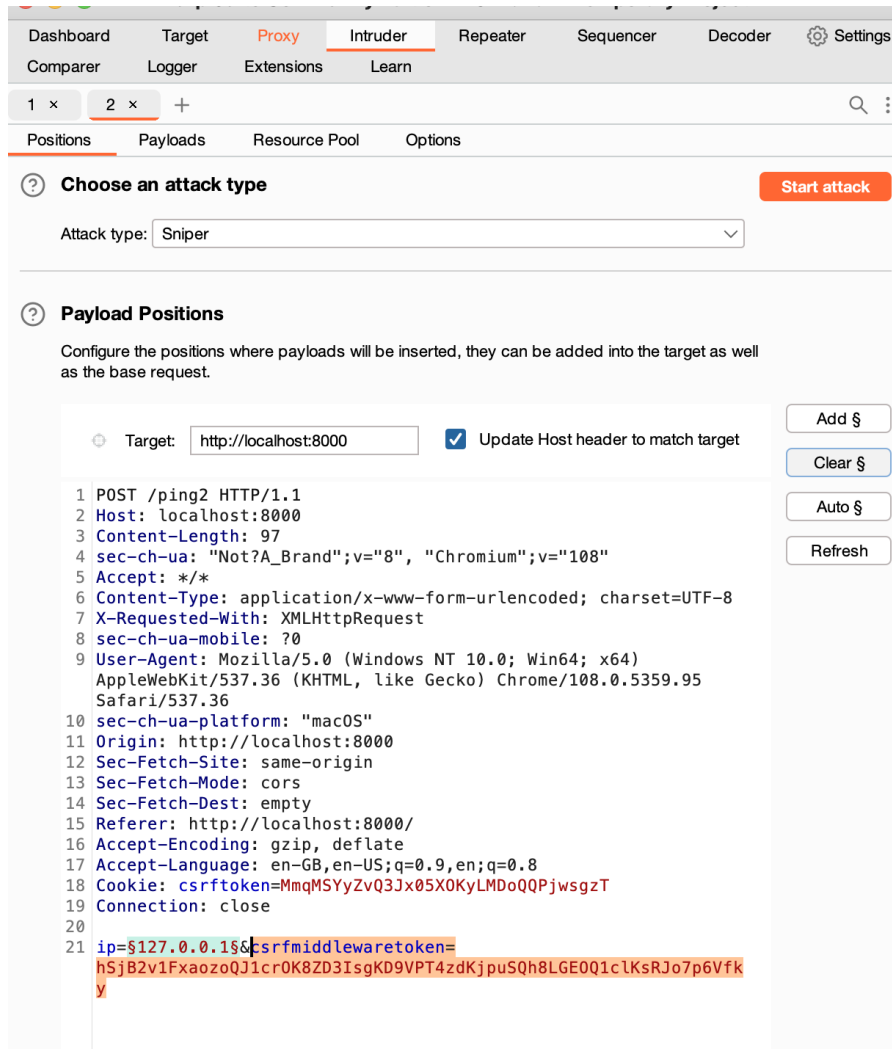 Dashboard Target Proxy Intruder Repeater Sequencer Decoder Settings
Comparer Logger Extensions Learn
1 × 2 × +
Positions Payloads Resource Pool Options
? Choose an attack type Start attack
Attack type: Sniper
? Payload Positions
Configure the positions where payloads will be inserted, they can be added into the target as well
as the base request.
Add §
Target: http://localhost:8000 Update Host header to match target
Clear §
1 POST /ping2 HTTP/1.1
Auto §
2 Host: localhost:8000
3 Content-Length: 97
4 sec-ch-ua: "Not?A_Brand";v="8", "Chromium";v="108"
Refresh
5 Accept: */*
6 Content-Type: application/x-www-form-urlencoded; charset=UTF-8
7 X-Requested-With: XMLHttpRequest
8 sec-ch-ua-mobile: ?0
9 User-Agent: Mozilla/5.0 (Windows NT 10.0; Win64; x64)
AppleWebKit/537.36 (KHTML, like Gecko) Chrome/108.0.5359.95
Safari/537.36
10 sec-ch-ua-platform: "macOS"
11 Origin: http://localhost:8000
12 Sec-Fetch-Site: same-origin
13 Sec-Fetch-Mode: cors
14 Sec-Fetch-Dest: empty
15 Referer: http://localhost:8000/
16 Accept-Encoding: gzip, deflate
17 Accept-Language: en-GB,en-US;q=0.9,en;q=0.8
18 Cookie: csrftoken=MmqMSYyZvQ3Jx05XOKyLMDoQQPjwsgzT
19 Connection: close
20
21 ip=§127.0.0.1§&csrfmiddlewaretoken=
hSjB2v1FxaozoQJ1crOK8ZD3IsgKD9VPT4zdKjpuSQh8LGEOQ1clKsRJo7p6Vfk
y